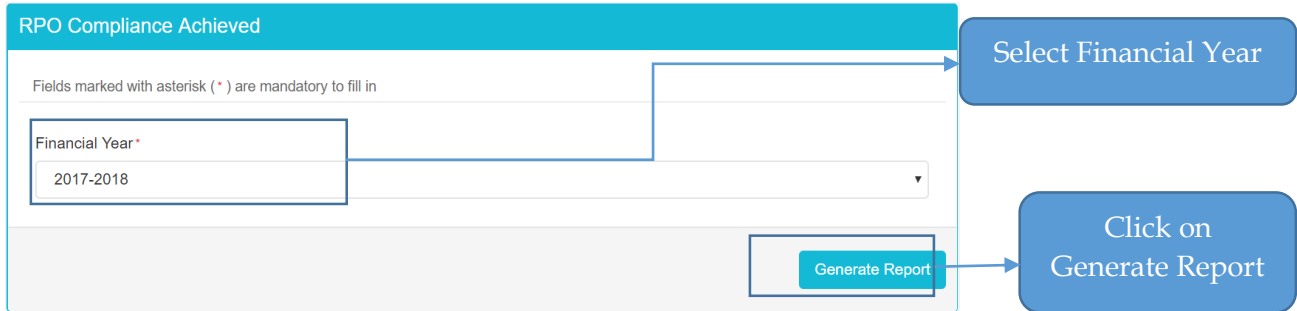 RPO Compliance Achieved
Select Financial Year
Fields marked with asterisk ( * ) are mandatory to fill in
Financial Year*
2017-2018
Click on
Generate Report
Generate Report